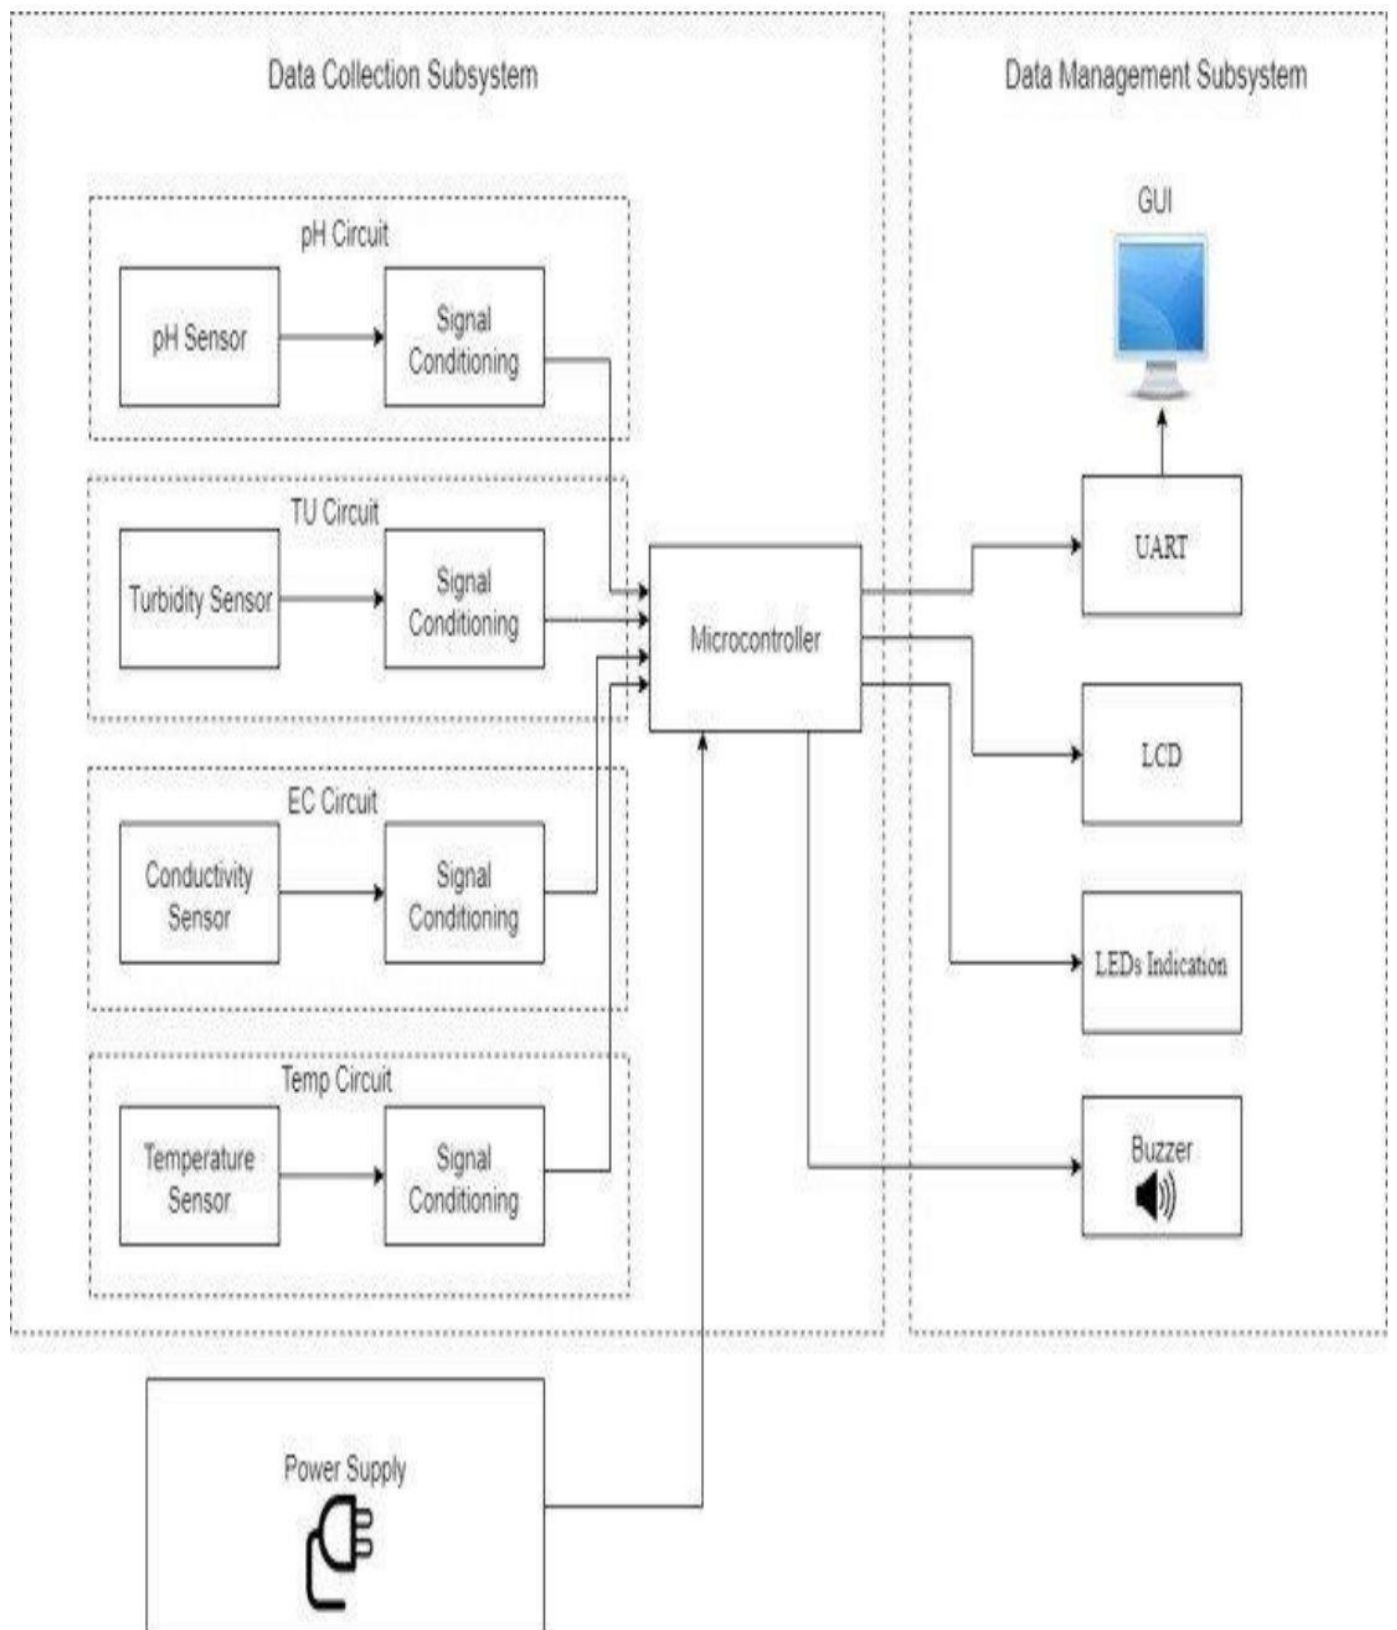 Data Collection Subsystem
Data Management Subsystem
pH Circuit
pH Sensor
Signal
Conditioning
TU Circuit
Turbidity Sensor
Signal
Conditioning
EC Circuit
Conductivity
Sensor
Signal
Conditioning
Temp Circuit
Temperature
Sensor
Signal
Conditioning
Microcontroller
Power Supply
GUI
UART
LCD
LEDs Indication
Buzzer